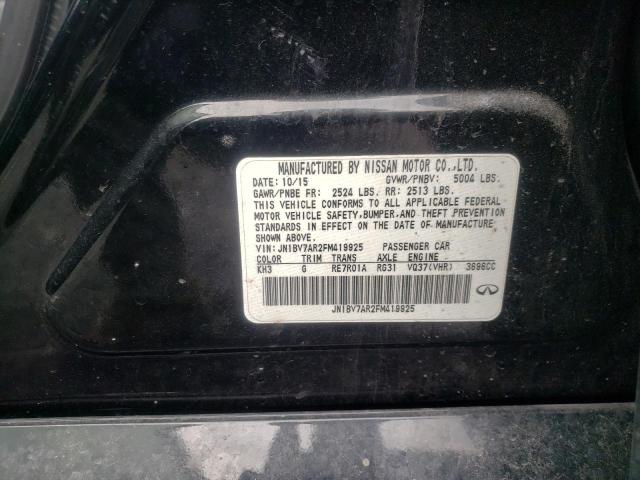 MANUFACTURED BY NISSAN MOTOR CO.,LTD.
DATE: 10/15 GVWR/PNBV: 5004 LBS.
GAWR/PNBE FR: 2524 LBS. RR: 2513 LBS.
THIS VEHICLE CONFORMS TO ALL APPLICABLE FEDERAL
MOTOR VEHICLE SAFETY,BUMPER,AND THEFT PREVENTION
STANDARDS IN EFFECT ON THE DATE OF MANUFACTURE
SHOWN ABOVE.
VIN: JN1BV7AR2FM419925 PASSENGER CAR
COLOR TRIM TRANS AXLE ENGINE
KH3 G RE7R01A RG31 VQ37(VHR) 3696CC
JN1BV7AR2FM419925